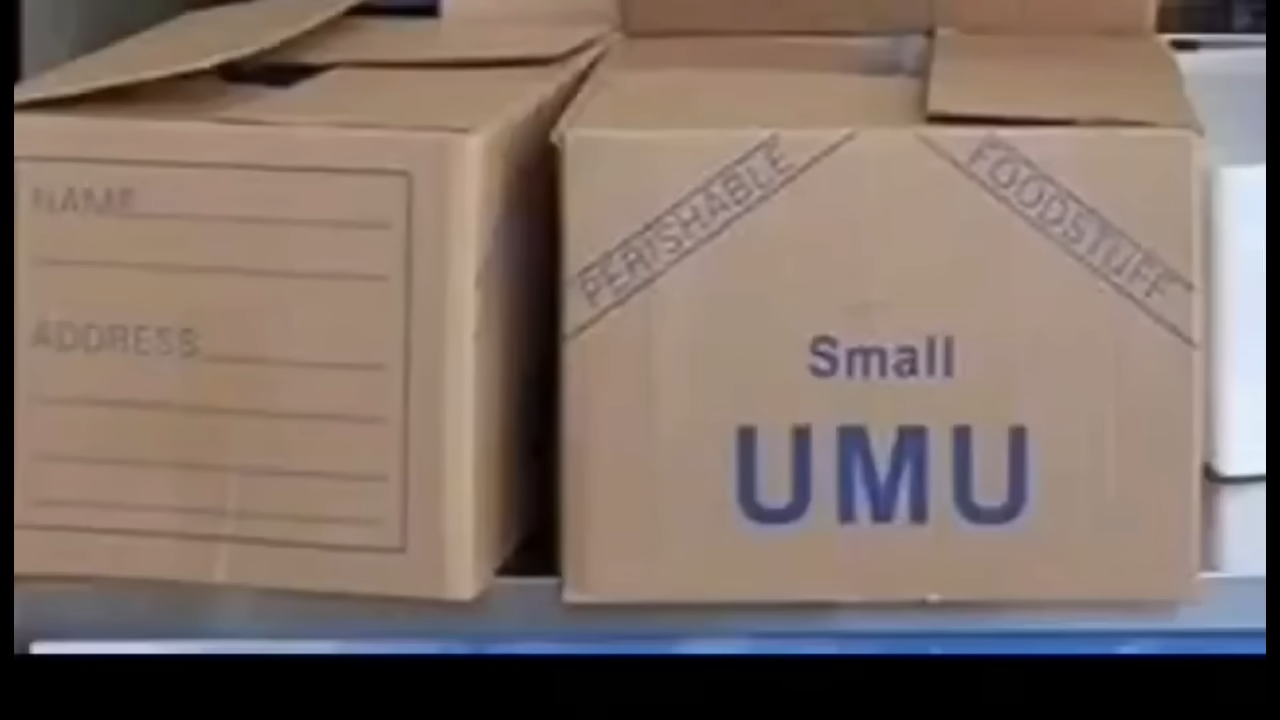 NAME
ADDRESS
PERISHABLE
FOODSTUFF
Small
UMU